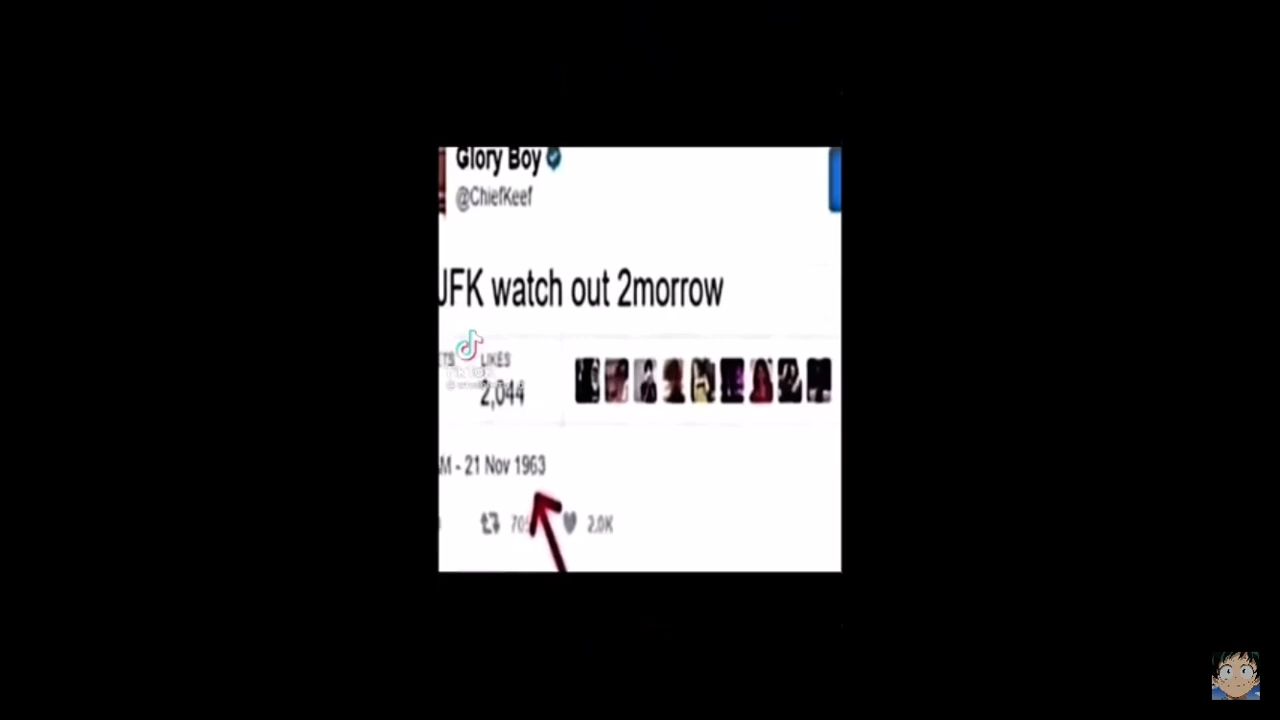 Glory Boy
@ChiefKeef
JFK watch out 2morrow
LIKES
2,044
M - 21 Nov 1963
2.0K